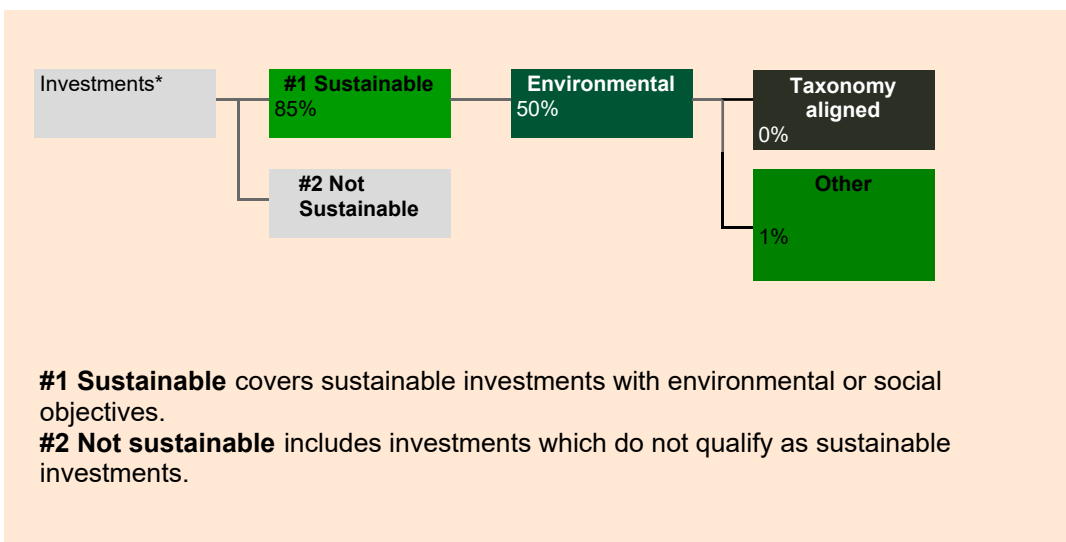 Investments*
#1 Sustainable
85%
Environmental
50%
Taxonomy
aligned
0%
#2 Not
Sustainable
Other
1%
#1 Sustainable covers sustainable investments with environmental or social
objectives.
#2 Not sustainable includes investments which do not qualify as sustainable
investments.